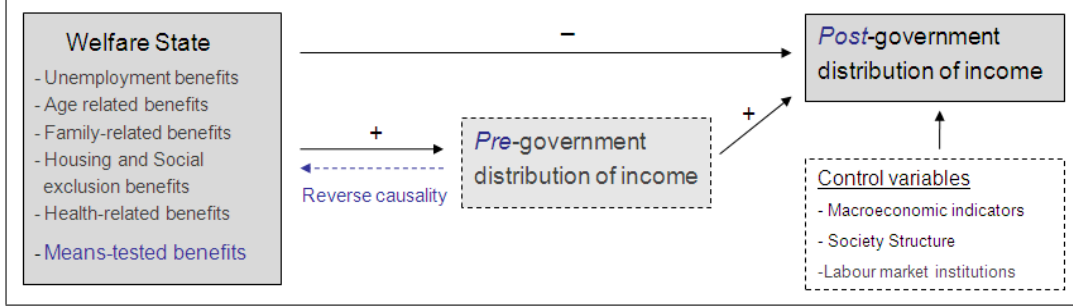 Welfare State
- Unemployment benefits
- Age related benefits
- Family-related benefits
- Housing and Social
exclusion benefits
- Health-related benefits
- Means-tested benefits
–
+
Reverse causality
Pre-government
distribution of income
+
Post-government
distribution of income
Control variables
- Macroeconomic indicators
- Society Structure
-Labour market institutions